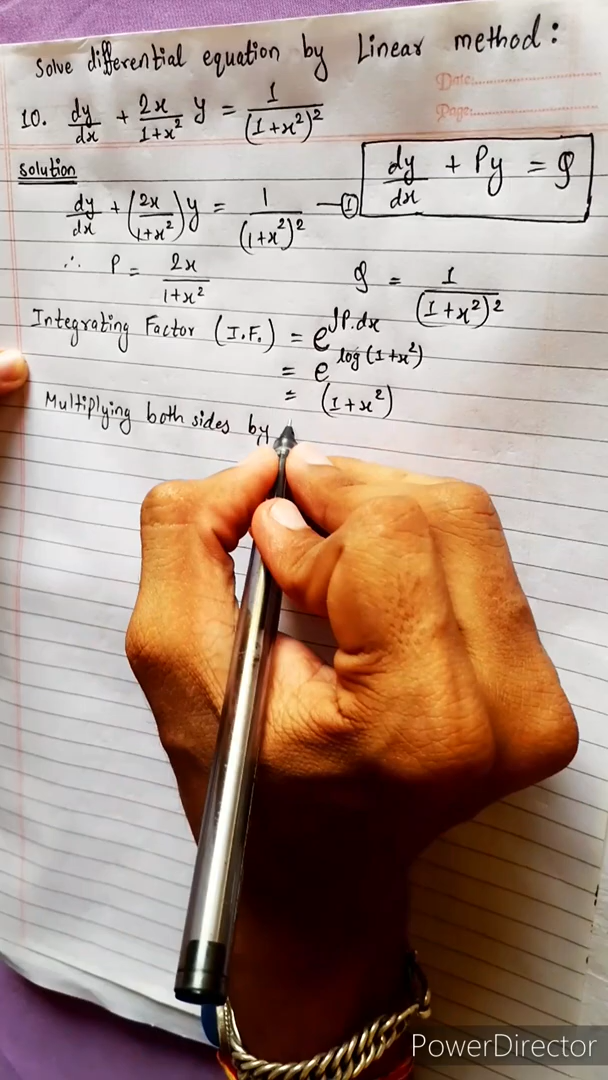 Solve differential equation by Linear method:
Date:
Page:
10. dy/dx + 2x/1+x² y = 1/(1+x²)²
Solution
dy/dx + Py = Q
dy/dx + (2x/1+x²)y = 1/(1+x²)² —①
∴ P = 2x/1+x² Q = 1/(1+x²)²
Integrating Factor (I.F.) = e^∫P.dx
= e^log(1+x²)
= (1+x²)
Multiplying both sides by
PowerDirector